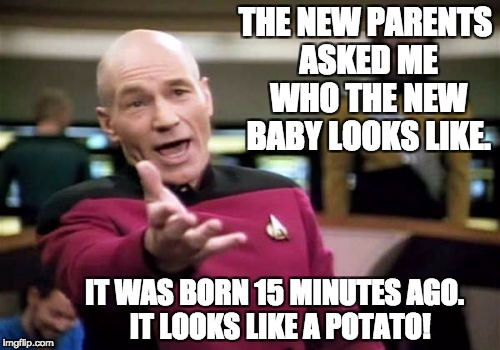 THE NEW PARENTS
ASKED ME
WHO THE NEW
BABY LOOKS LIKE.
IT WAS BORN 15 MINUTES AGO.
IT LOOKS LIKE A POTATO!
imgflip.com